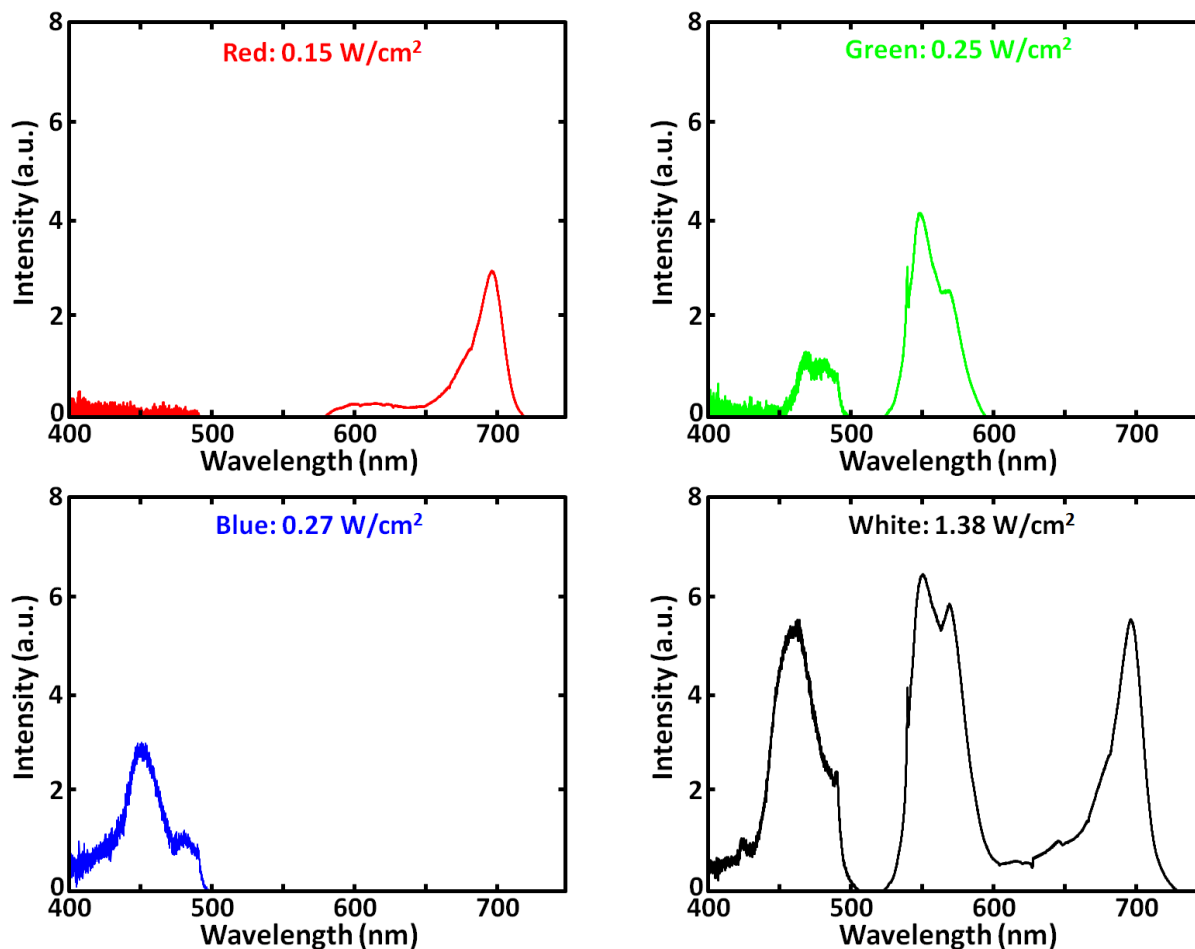 8
Red: 0.15 W/cm²
6
4
2
0
Intensity (a.u.)
400 500 600 700
Wavelength (nm)
8
Green: 0.25 W/cm²
6
4
2
0
Intensity (a.u.)
400 500 600 700
Wavelength (nm)
8
Blue: 0.27 W/cm²
6
4
2
0
Intensity (a.u.)
400 500 600 700
Wavelength (nm)
8
White: 1.38 W/cm²
6
4
2
0
Intensity (a.u.)
400 500 600 700
Wavelength (nm)